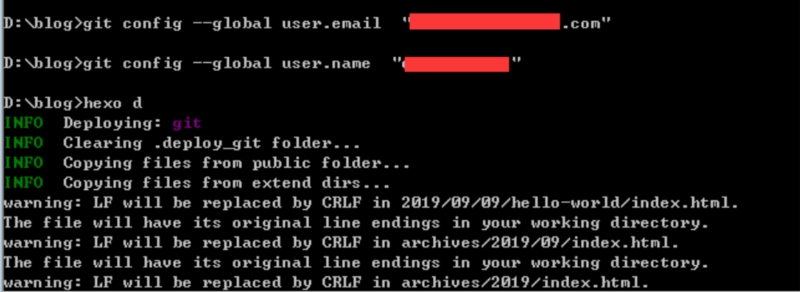 D:\blog>git config --global user.email "                    .com"
D:\blog>git config --global user.name "            "
D:\blog>hexo d
INFO  Deploying: git
INFO  Clearing .deploy_git folder...
INFO  Copying files from public folder...
INFO  Copying files from extend dirs...
warning: LF will be replaced by CRLF in 2019/09/09/hello-world/index.html.
The file will have its original line endings in your working directory.
warning: LF will be replaced by CRLF in archives/2019/09/index.html.
The file will have its original line endings in your working directory.
warning: LF will be replaced by CRLF in archives/2019/index.html.